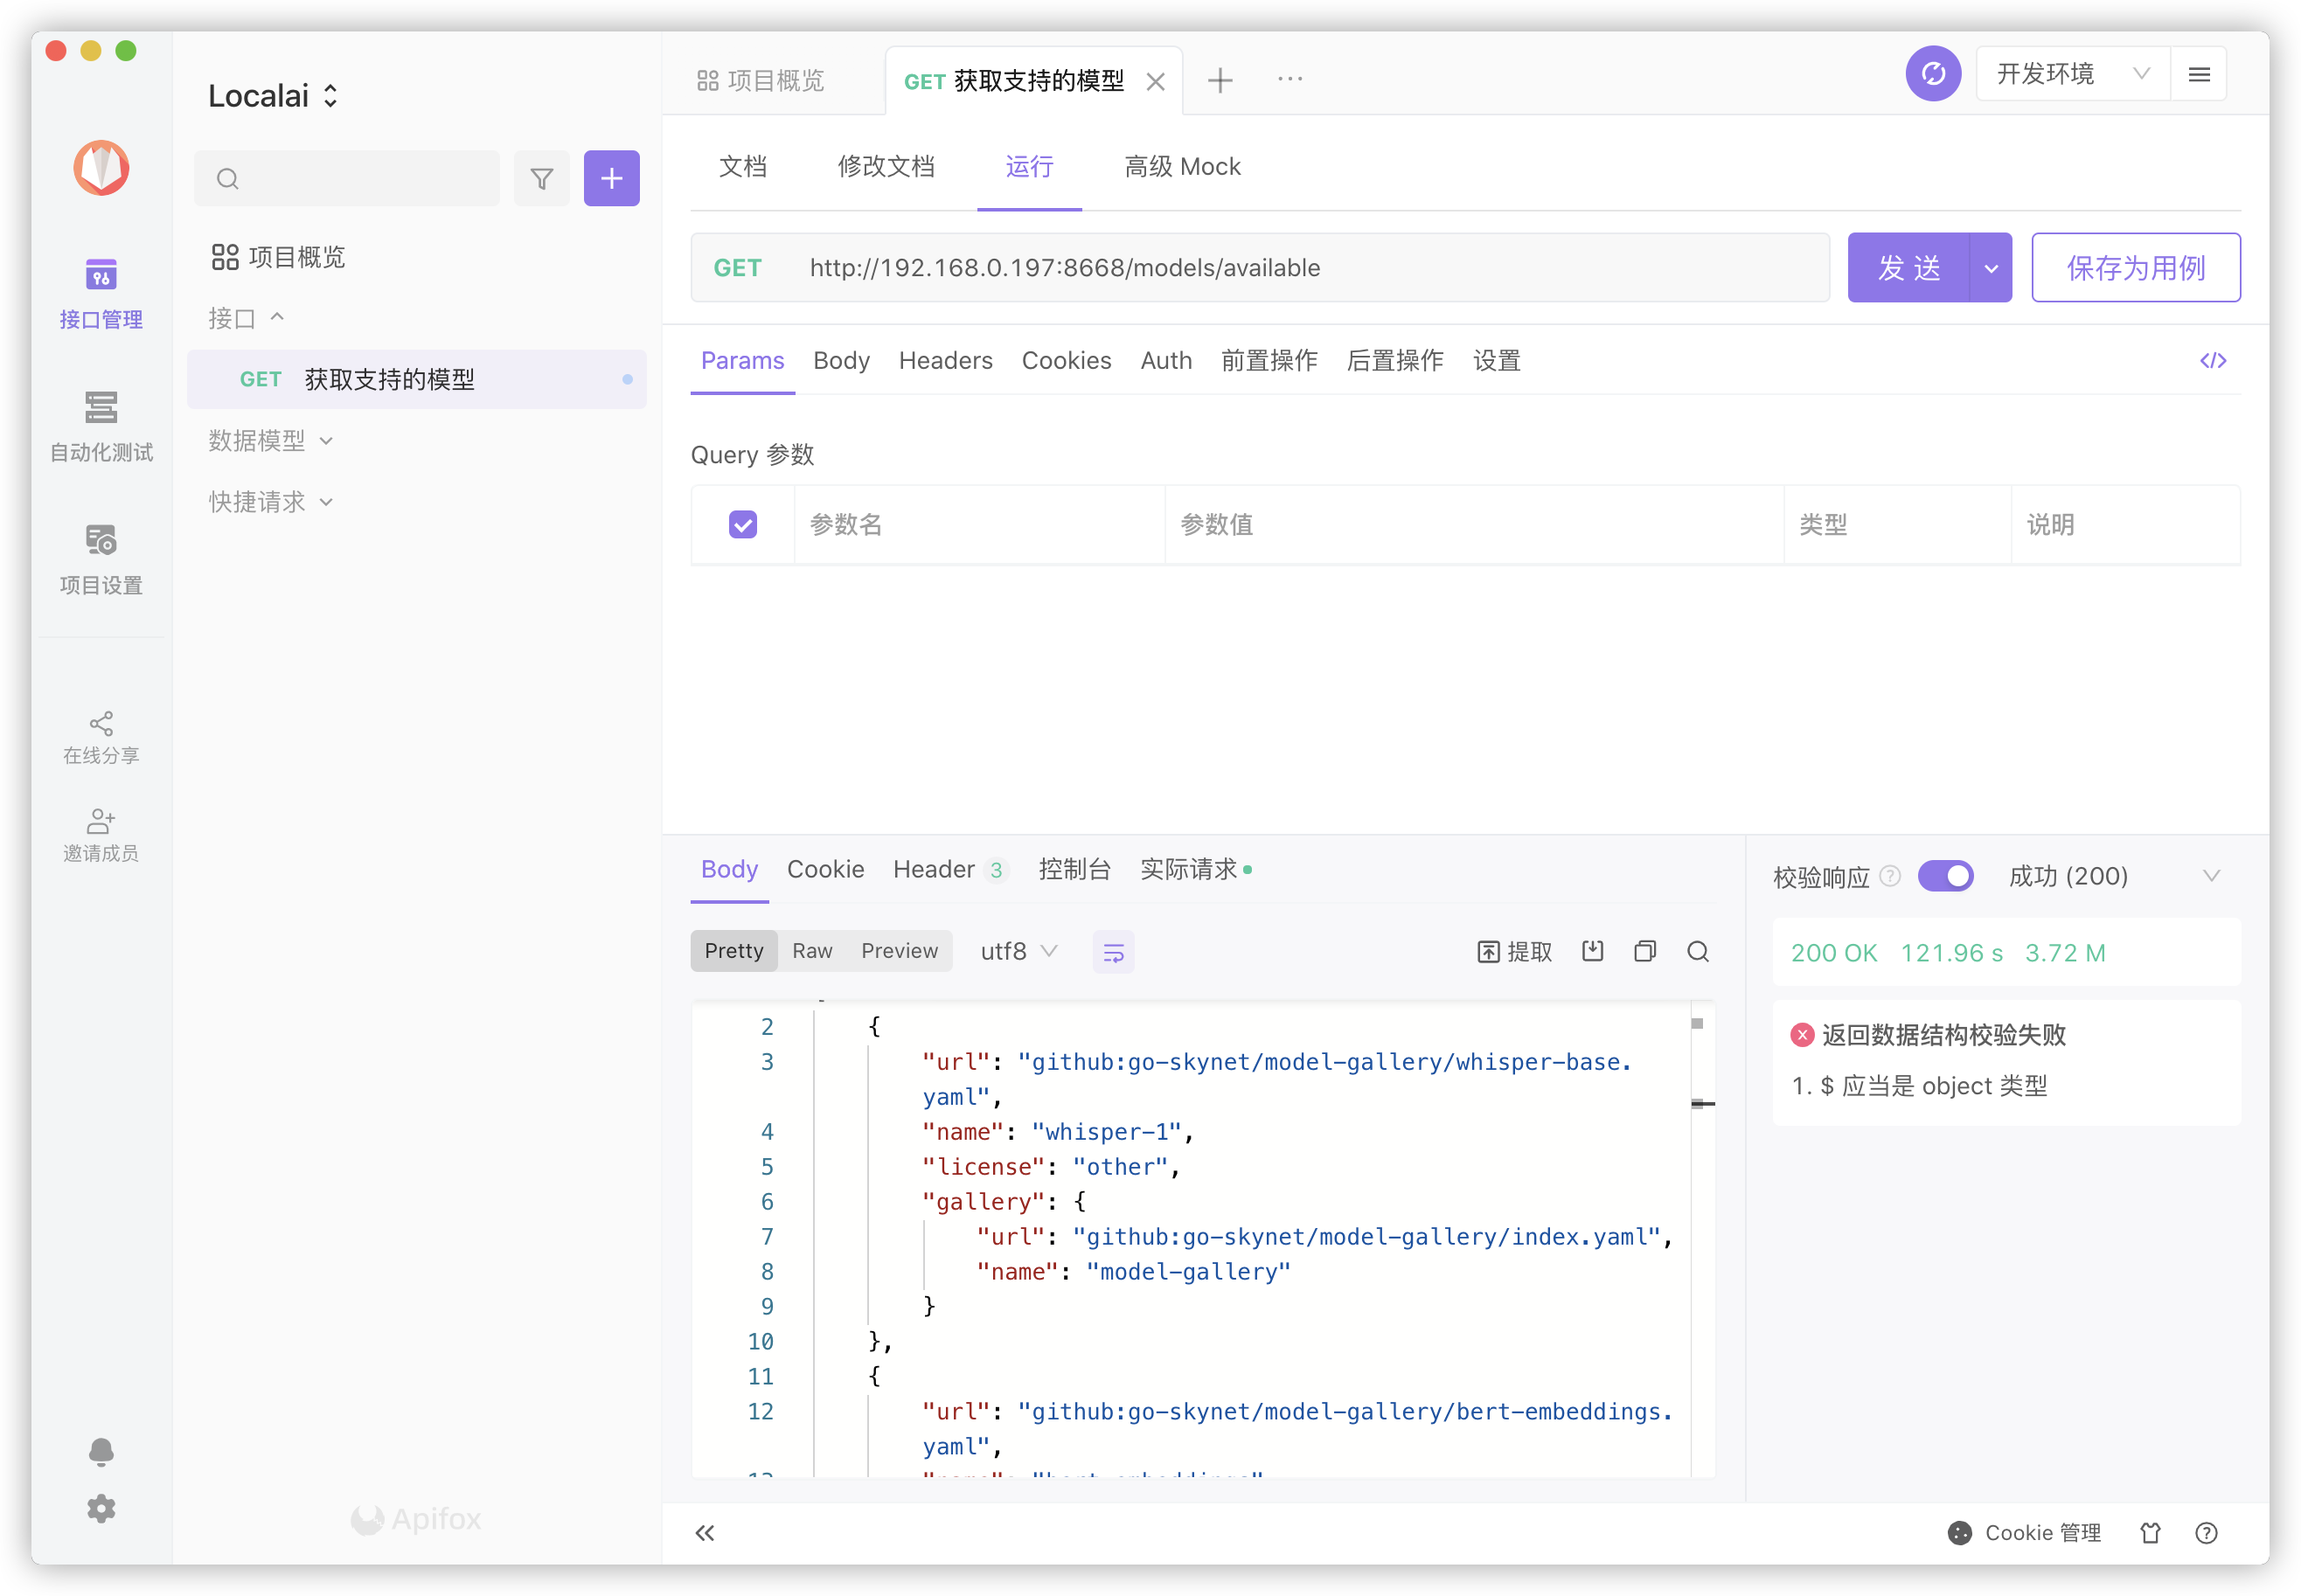 Localai
项目概览
GET 获取支持的模型
开发环境
接口管理
自动化测试
项目设置
在线分享
邀请成员
项目概览
接口
GET 获取支持的模型
数据模型
快捷请求
Apifox
文档 修改文档 运行 高级 Mock
GET http://192.168.0.197:8668/models/available
发 送
保存为用例
Params Body Headers Cookies Auth 前置操作 后置操作 设置
Query 参数
参数名 参数值 类型 说明
Body Cookie Header 3 控制台 实际请求
Pretty Raw Preview utf8 提取
2 {
3 "url": "github:go-skynet/model-gallery/whisper-base.
yaml",
4 "name": "whisper-1",
5 "license": "other",
6 "gallery": {
7 "url": "github:go-skynet/model-gallery/index.yaml",
8 "name": "model-gallery"
9 }
10 },
11 {
12 "url": "github:go-skynet/model-gallery/bert-embeddings.
yaml",
校验响应 成功 (200)
200 OK 121.96 s 3.72 M
返回数据结构校验失败
1. $ 应当是 object 类型
Cookie 管理